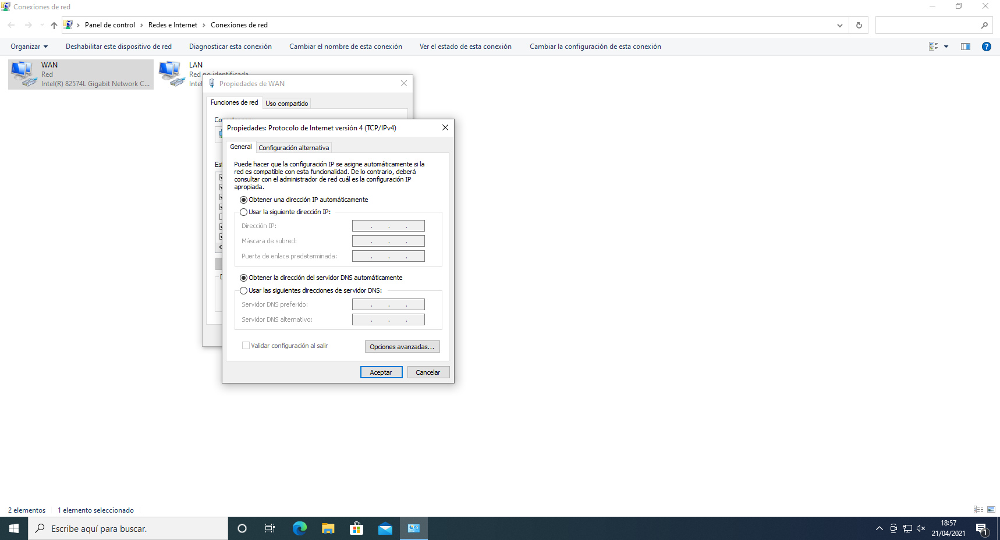 Conexiones de red
Panel de control
Redes e Internet
Conexiones de red
Organizar
Deshabilitar este dispositivo de red
Diagnosticar esta conexión
Cambiar el nombre de esta conexión
Ver el estado de esta conexión
Cambiar la configuración de esta conexión
WAN
Red
Intel(R) 82574L Gigabit Network C...
LAN
Red no identificada
Intel
Propiedades de WAN
Funciones de red
Uso compartido
Propiedades: Protocolo de Internet versión 4 (TCP/IPv4)
General
Configuración alternativa
Puede hacer que la configuración IP se asigne automáticamente si la
red es compatible con esta funcionalidad. De lo contrario, deberá
consultar con el administrador de red cuál es la configuración IP
apropiada.
Obtener una dirección IP automáticamente
Usar la siguiente dirección IP:
Dirección IP:
Máscara de subred:
Puerta de enlace predeterminada:
Obtener la dirección del servidor DNS automáticamente
Usar las siguientes direcciones de servidor DNS:
Servidor DNS preferido:
Servidor DNS alternativo:
Validar configuración al salir
Opciones avanzadas...
Aceptar
Cancelar
2 elementos
1 elemento seleccionado
Escribe aquí para buscar.
18:57
21/04/2021
1